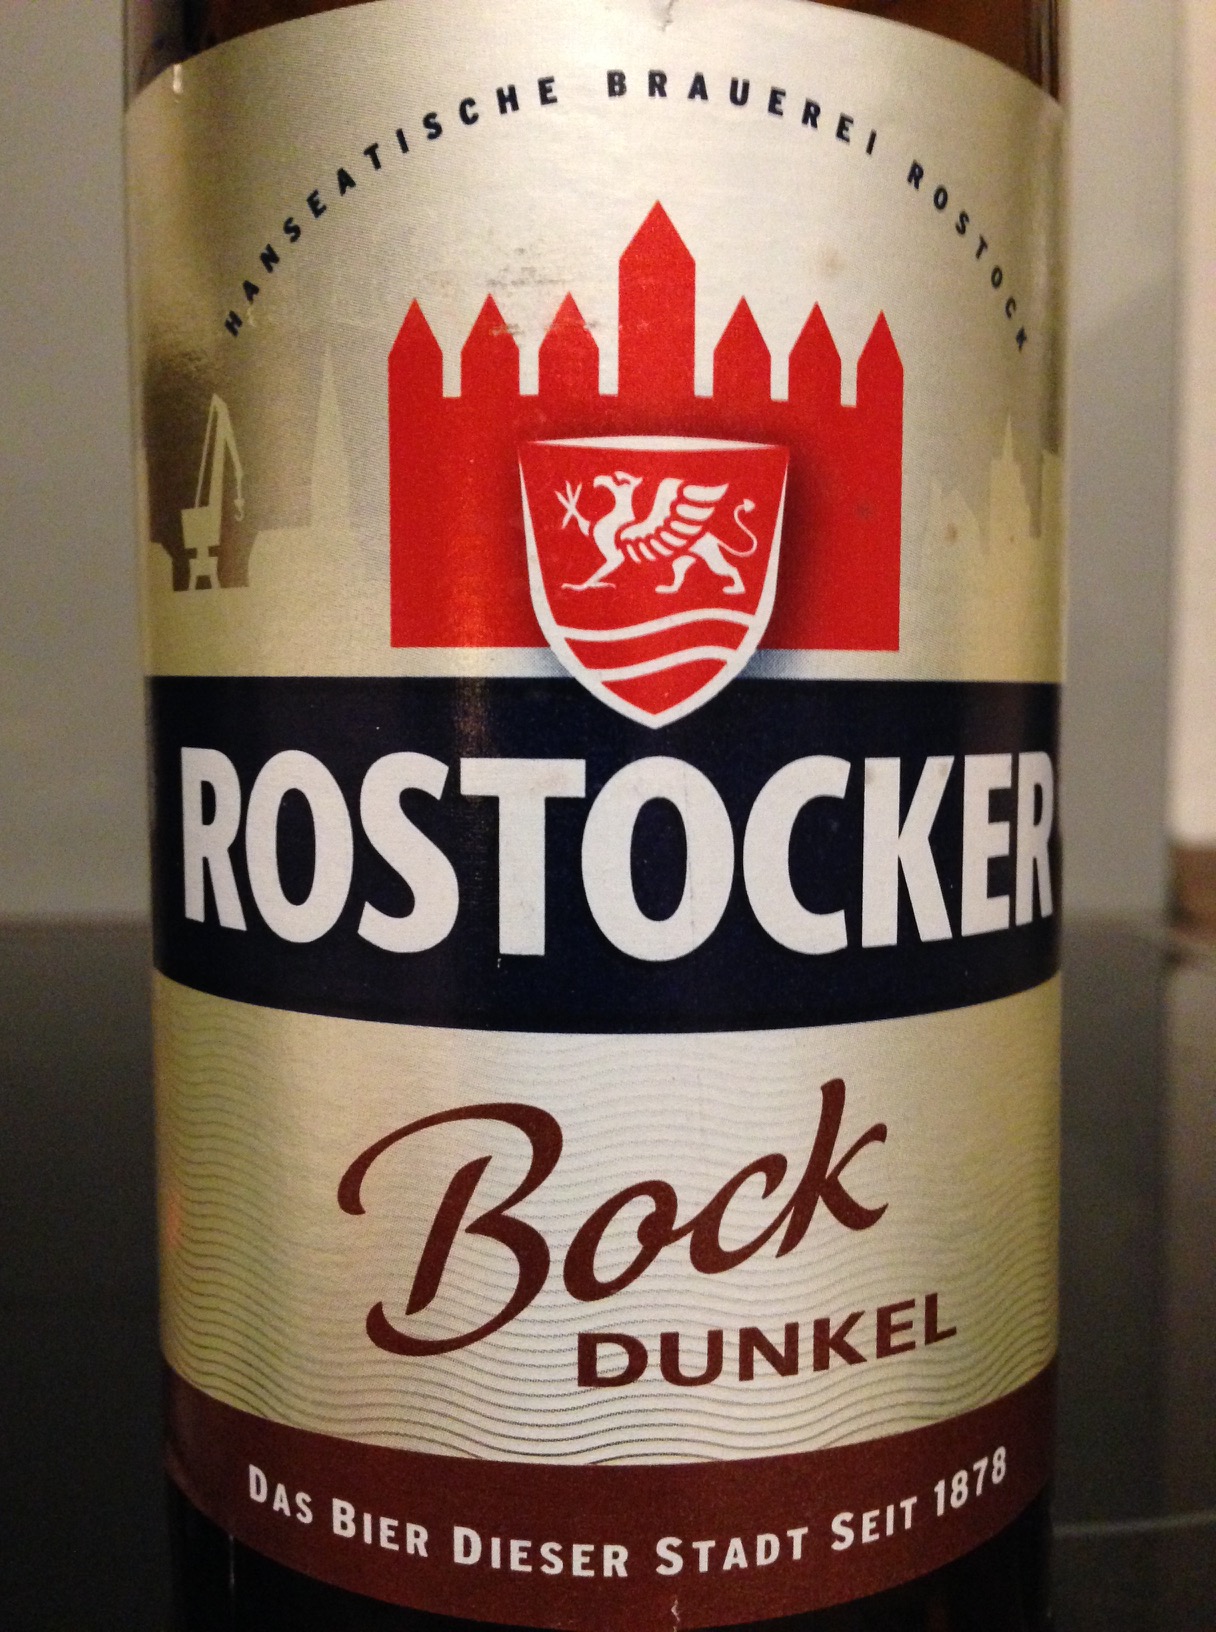 HANSEATISCHE BRAUEREI ROSTOCK
ROSTOCKER
Bock
DUNKEL
DAS BIER DIESER STADT SEIT 1878